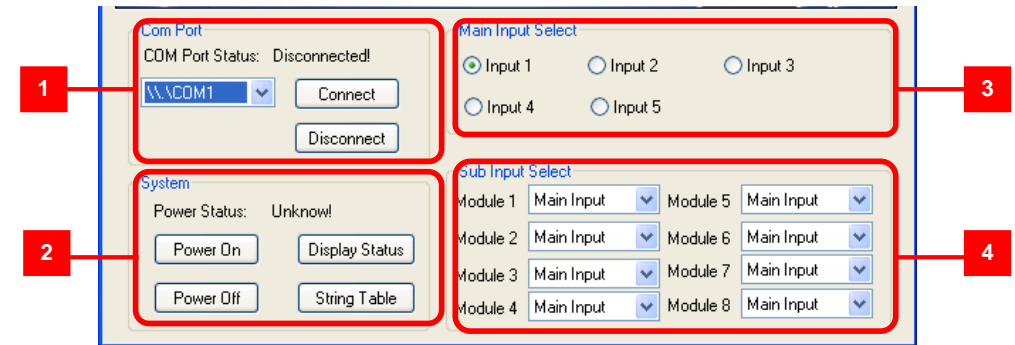 Com Port
COM Port Status: Disconnected!
\\.\COM1 Connect
Disconnect
1
System
Power Status: Unknow!
Power On Display Status
Power Off String Table
2
Main Input Select
Input 1 Input 2 Input 3
Input 4 Input 5
3
Sub Input Select
Module 1 Main Input Module 5 Main Input
Module 2 Main Input Module 6 Main Input
Module 3 Main Input Module 7 Main Input
Module 4 Main Input Module 8 Main Input
4